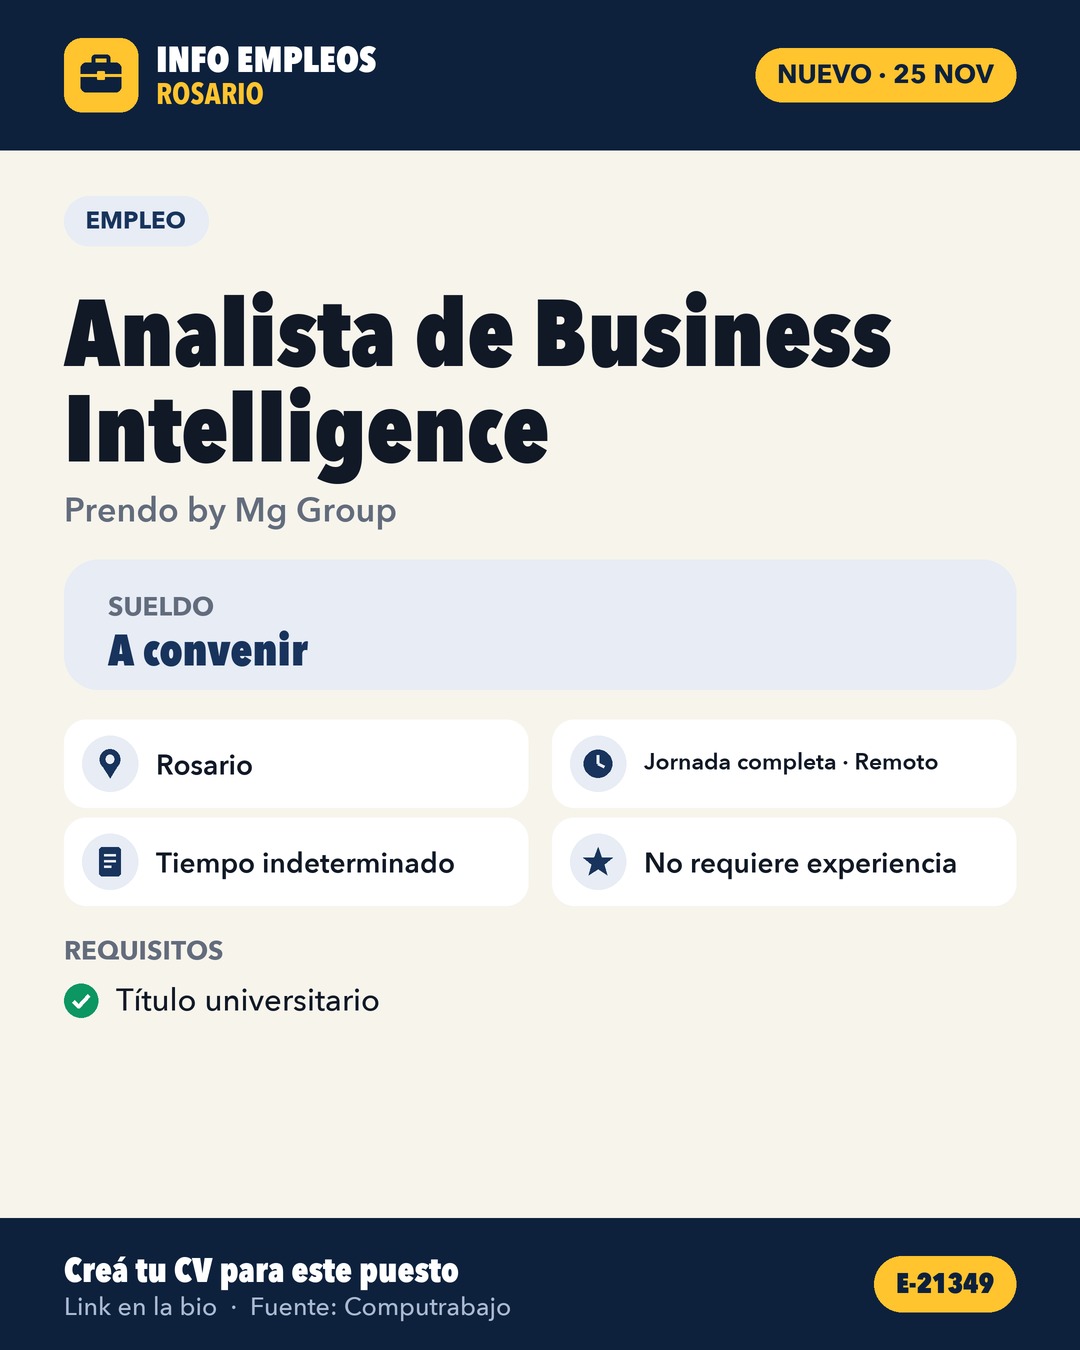 INFO EMPLEOS
ROSARIO
NUEVO · 25 NOV
EMPLEO
Analista de Business
Intelligence
Prendo by Mg Group
SUELDO
A convenir
Rosario
Jornada completa · Remoto
Tiempo indeterminado
No requiere experiencia
REQUISITOS
Título universitario
Creá tu CV para este puesto
Link en la bio · Fuente: Computrabajo
E-21349